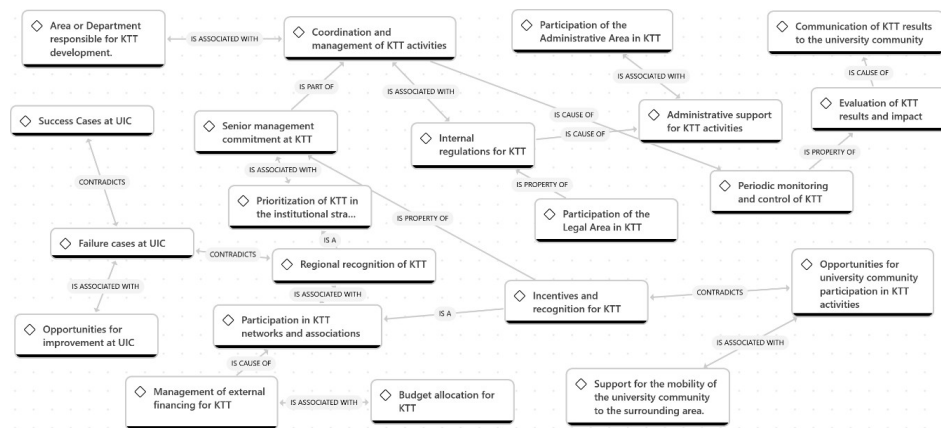 Area or Department
responsible for KTT
development.
IS ASSOCIATED WITH
Coordination and
management of KTT activities
Participation of the
Administrative Area in KTT
Communication of KTT results
to the university community
IS ASSOCIATED WITH
IS CAUSE OF
IS PART OF
IS ASSOCIATED WITH
Success Cases at UIC
Senior management
commitment at KTT
Internal
regulations for KTT
IS CAUSE OF
IS CAUSE OF
Administrative support
for KTT activities
Evaluation of KTT
results and impact
IS ASSOCIATED WITH
IS PROPERTY OF
IS PROPERTY OF
CONTRADICTS
Prioritization of KTT in
the institutional stra...
IS PROPERTY OF
Participation of the
Legal Area in KTT
Periodic monitoring
and control of KTT
IS A
Failure cases at UIC
CONTRADICTS
Regional recognition of KTT
IS ASSOCIATED WITH
IS ASSOCIATED WITH
Incentives and
recognition for KTT
CONTRADICTS
Opportunities for
university community
participation in KTT
activities
Opportunities for
improvement at UIC
Participation in KTT
networks and associations
IS A
IS CAUSE OF
IS ASSOCIATED WITH
Management of external
financing for KTT
IS ASSOCIATED WITH
Budget allocation for
KTT
Support for the mobility of
the university community
to the surrounding area.